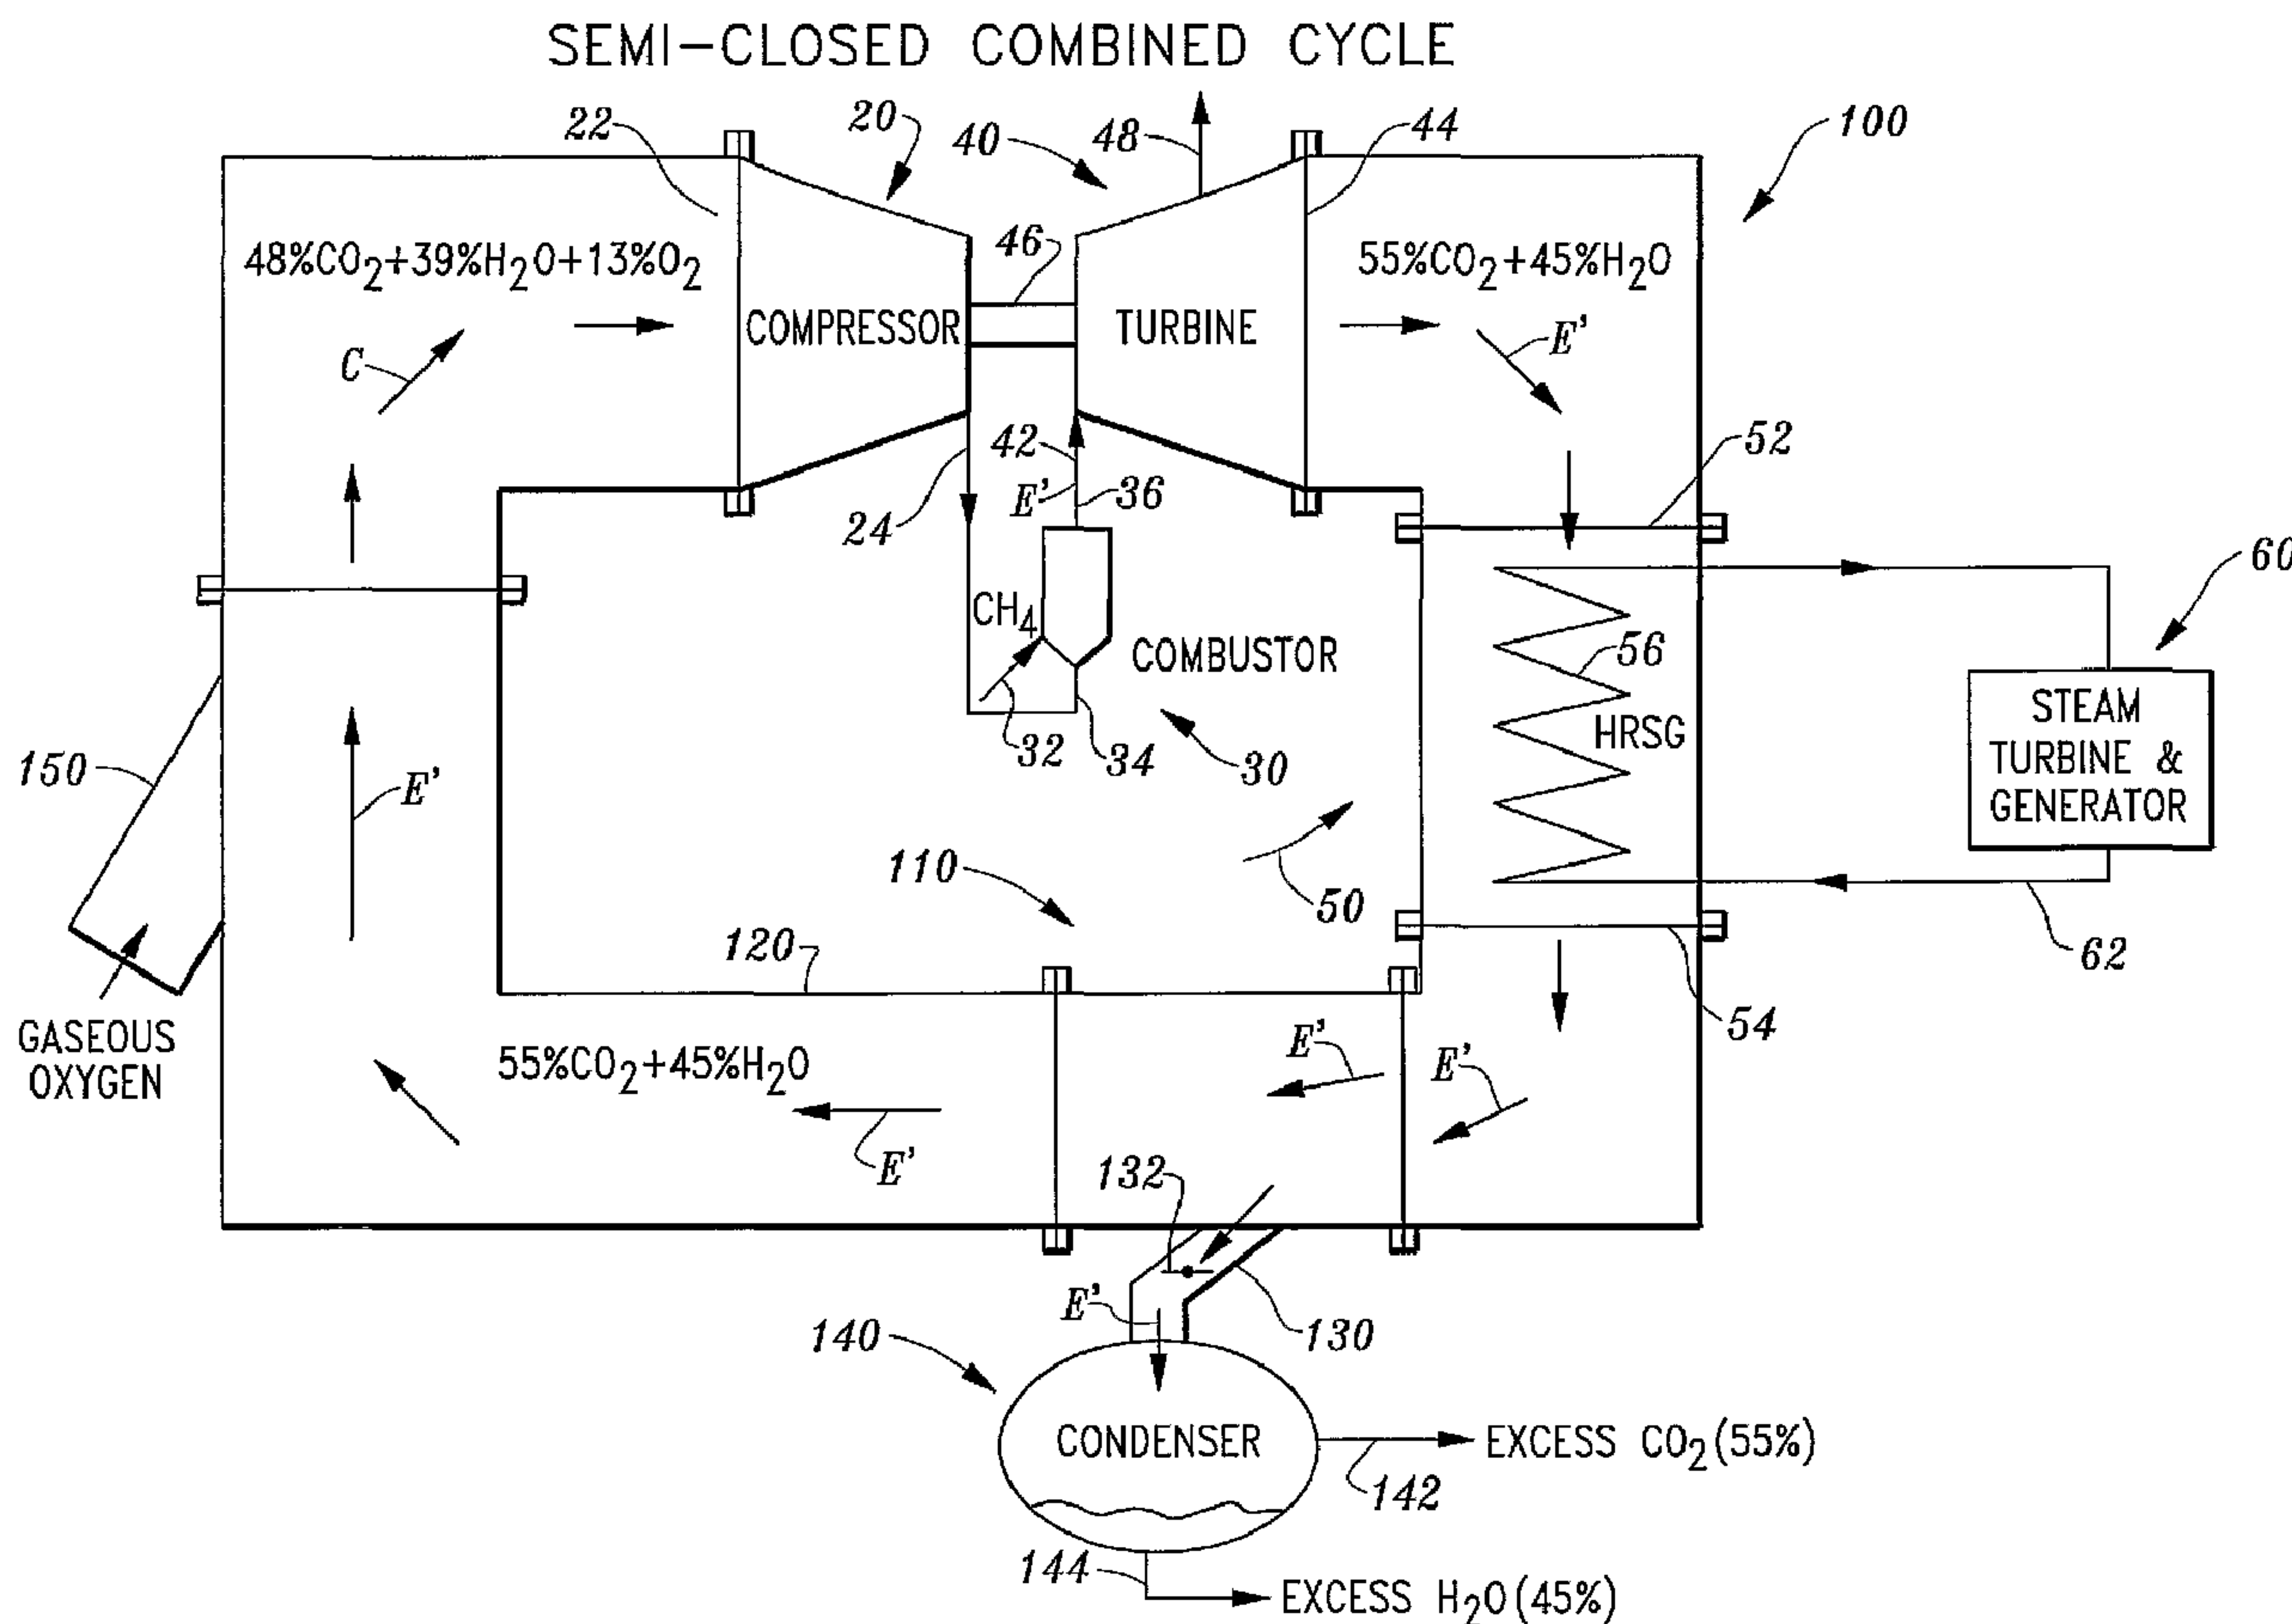 SEMI-CLOSED COMBINED CYCLE
22
20
40
48
44
100
48%CO2+39%H2O+13%O2
46
55%CO2+45%H2O
COMPRESSOR
TURBINE
C
E'
24
42
E'
36
52
60
CH4
COMBUSTOR
56
HRSG
STEAM
TURBINE &
GENERATOR
32
34
30
150
E'
110
50
120
62
54
GASEOUS
OXYGEN
55%CO2+45%H2O
E'
E'
E'
132
E'
130
140
CONDENSER
EXCESS CO2(55%)
142
144
EXCESS H2O(45%)